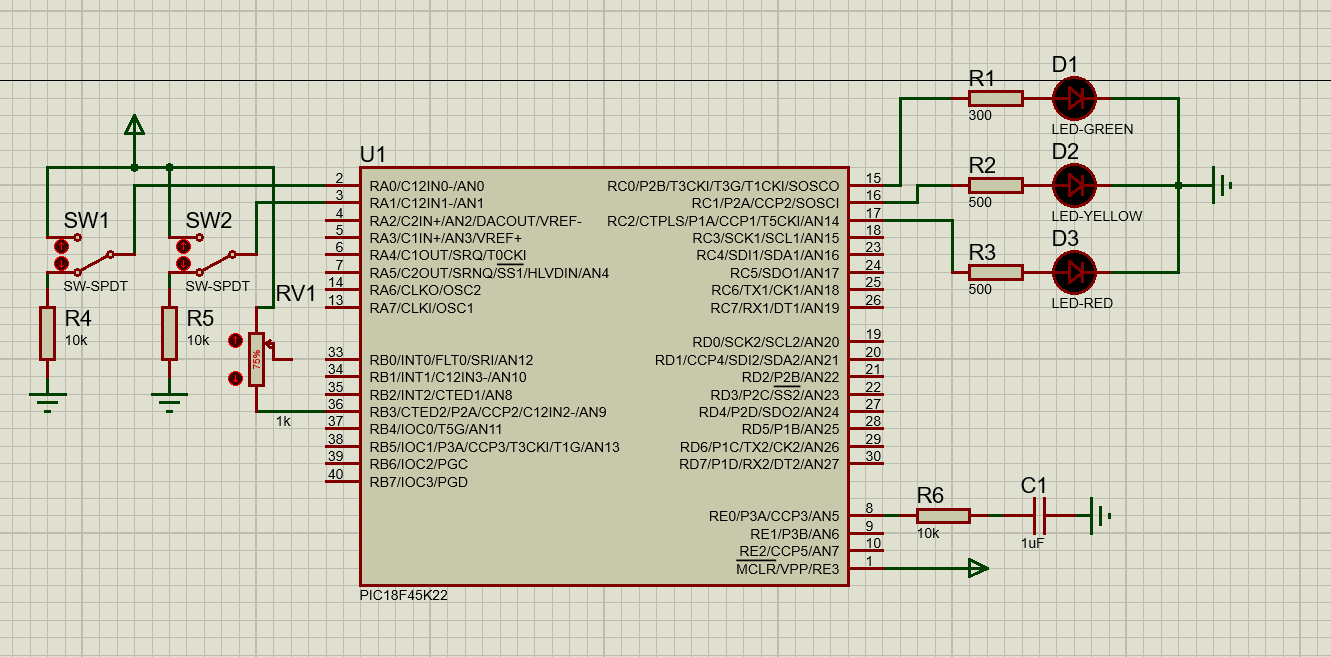 D1
R1
300
LED-GREEN
D2
R2
500
LED-YELLOW
D3
R3
500
LED-RED
U1
SW1
SW-SPDT
SW2
SW-SPDT
R4
10k
R5
10k
RV1
75%
1k
2 RA0/C12IN0-/AN0
3 RA1/C12IN1-/AN1
4 RA2/C2IN+/AN2/DACOUT/VREF-
5 RA3/C1IN+/AN3/VREF+
6 RA4/C1OUT/SRQ/T0CKI
7 RA5/C2OUT/SRNQ/SS1/HLVDIN/AN4
14 RA6/CLKO/OSC2
13 RA7/CLKI/OSC1
33 RB0/INT0/FLT0/SRI/AN12
34 RB1/INT1/C12IN3-/AN10
35 RB2/INT2/CTED1/AN8
36 RB3/CTED2/P2A/CCP2/C12IN2-/AN9
37 RB4/IOC0/T5G/AN11
38 RB5/IOC1/P3A/CCP3/T3CKI/T1G/AN13
39 RB6/IOC2/PGC
40 RB7/IOC3/PGD
RC0/P2B/T3CKI/T3G/T1CKI/SOSCO 15
RC1/P2A/CCP2/SOSCI 16
RC2/CTPLS/P1A/CCP1/T5CKI/AN14 17
RC3/SCK1/SCL1/AN15 18
RC4/SDI1/SDA1/AN16 23
RC5/SDO1/AN17 24
RC6/TX1/CK1/AN18 25
RC7/RX1/DT1/AN19 26
RD0/SCK2/SCL2/AN20 19
RD1/CCP4/SDI2/SDA2/AN21 20
RD2/P2B/AN22 21
RD3/P2C/SS2/AN23 22
RD4/P2D/SDO2/AN24 27
RD5/P1B/AN25 28
RD6/P1C/TX2/CK2/AN26 29
RD7/P1D/RX2/DT2/AN27 30
RE0/P3A/CCP3/AN5 8
RE1/P3B/AN6 9
RE2/CCP5/AN7 10
MCLR/VPP/RE3 1
R6
10k
C1
1uF
PIC18F45K22